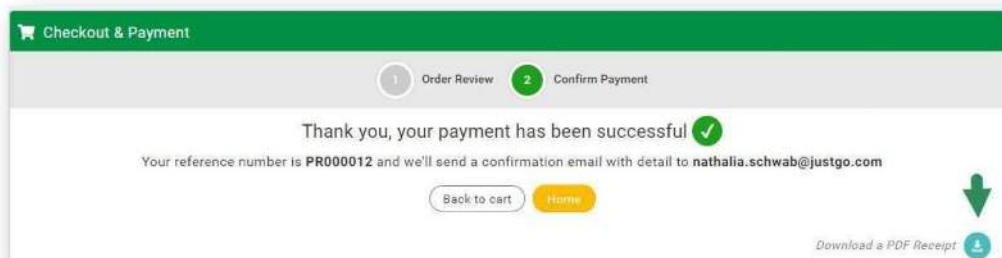 Checkout & Payment
1 Order Review 2 Confirm Payment
Thank you, your payment has been successful
Your reference number is PR000012 and we'll send a confirmation email with detail to nathalia.schwab@justgo.com
Back to cart Home
Download a PDF Receipt